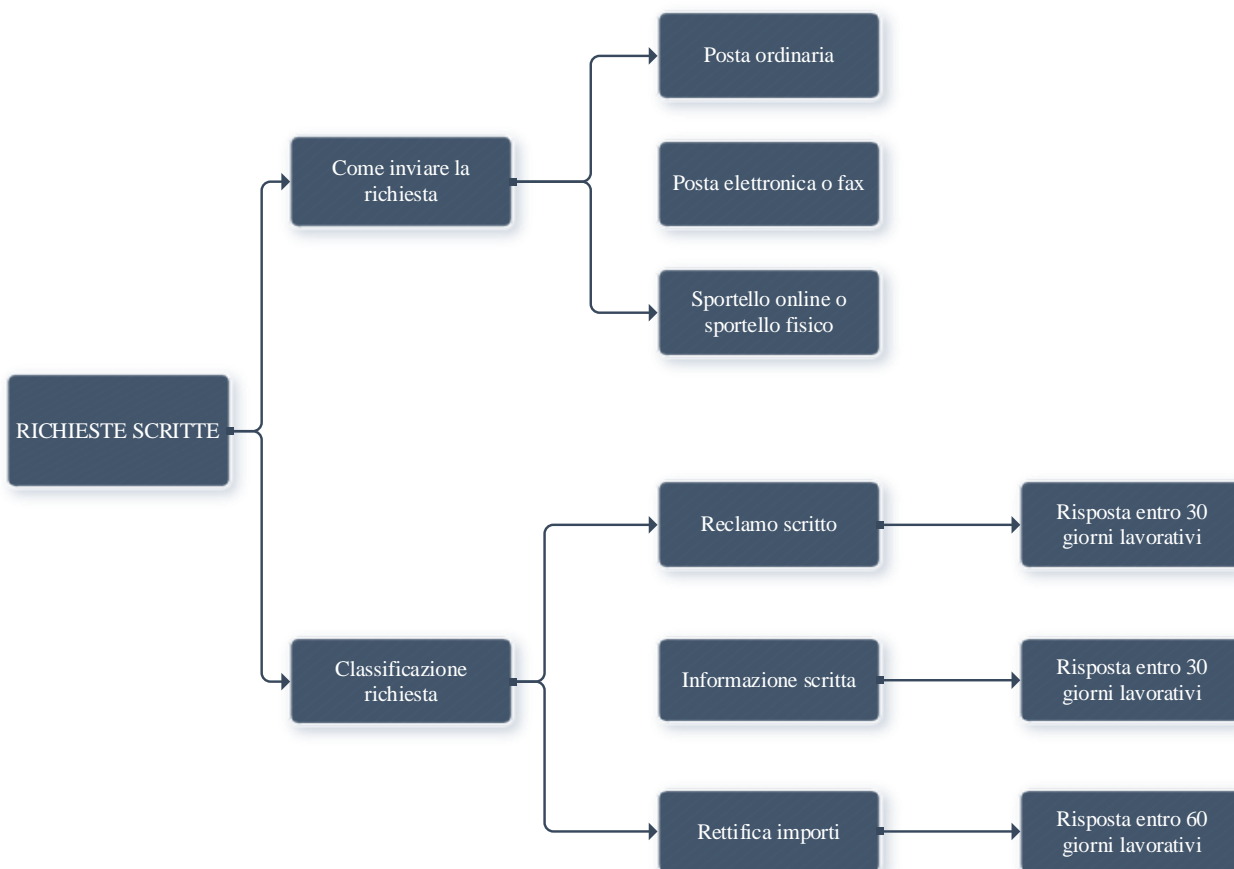 Posta ordinaria
Come inviare la
richiesta
Posta elettronica o fax
Sportello online o
sportello fisico
RICHIESTE SCRITTE
Reclamo scritto
Risposta entro 30
giorni lavorativi
Classificazione
richiesta
Informazione scritta
Risposta entro 30
giorni lavorativi
Rettifica importi
Risposta entro 60
giorni lavorativi